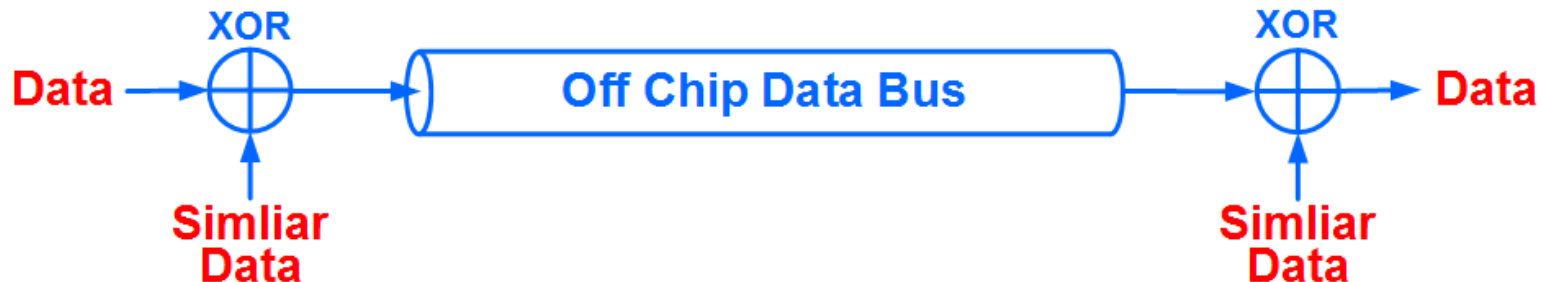 XOR
XOR
Data
Off Chip Data Bus
Data
Simliar
Data
Simliar
Data